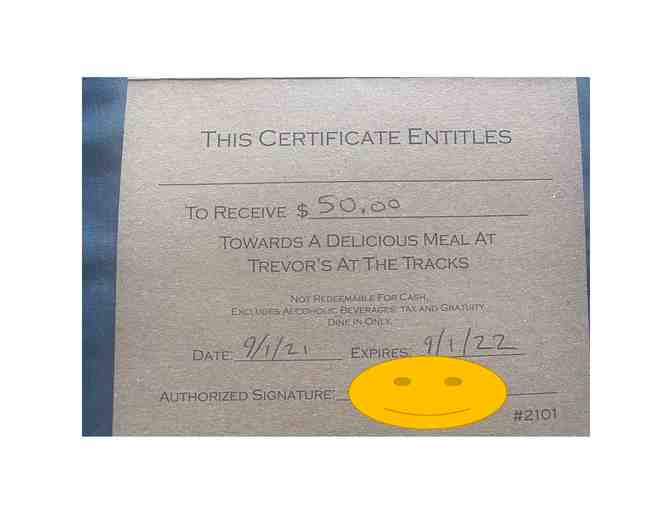 THIS CERTIFICATE ENTITLES
TO RECEIVE $ 50.00
TOWARDS A DELICIOUS MEAL AT
TREVOR'S AT THE TRACKS
NOT REDEEMABLE FOR CASH.
EXCLUDES ALCOHOLIC BEVERAGES, TAX AND GRATUITY
DINE IN ONLY.
DATE: 9/1/21 EXPIRES: 9/1/22
AUTHORIZED SIGNATURE:
#2101